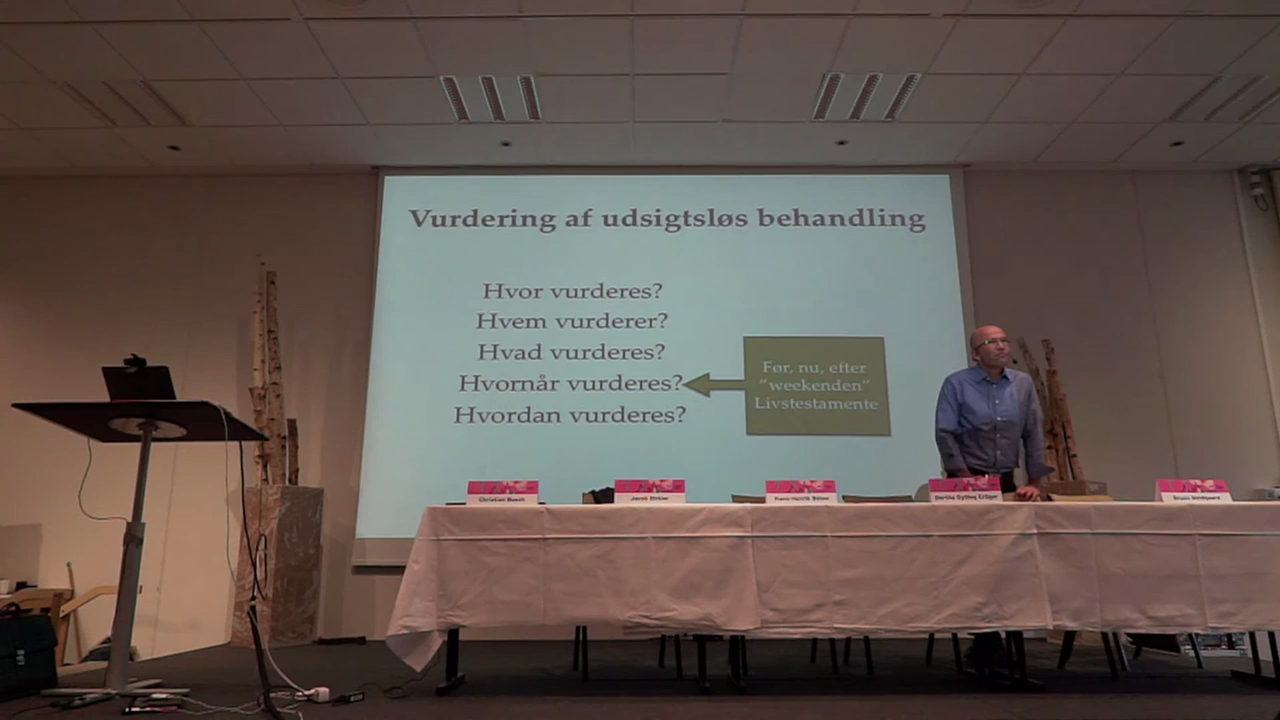 Vurdering af udsigtsløs behandling
Hvor vurderes?
Hvem vurderer?
Hvad vurderes?
Hvornår vurderes?
Hvordan vurderes?
Før, nu, efter
"weekenden"
Livstestamente